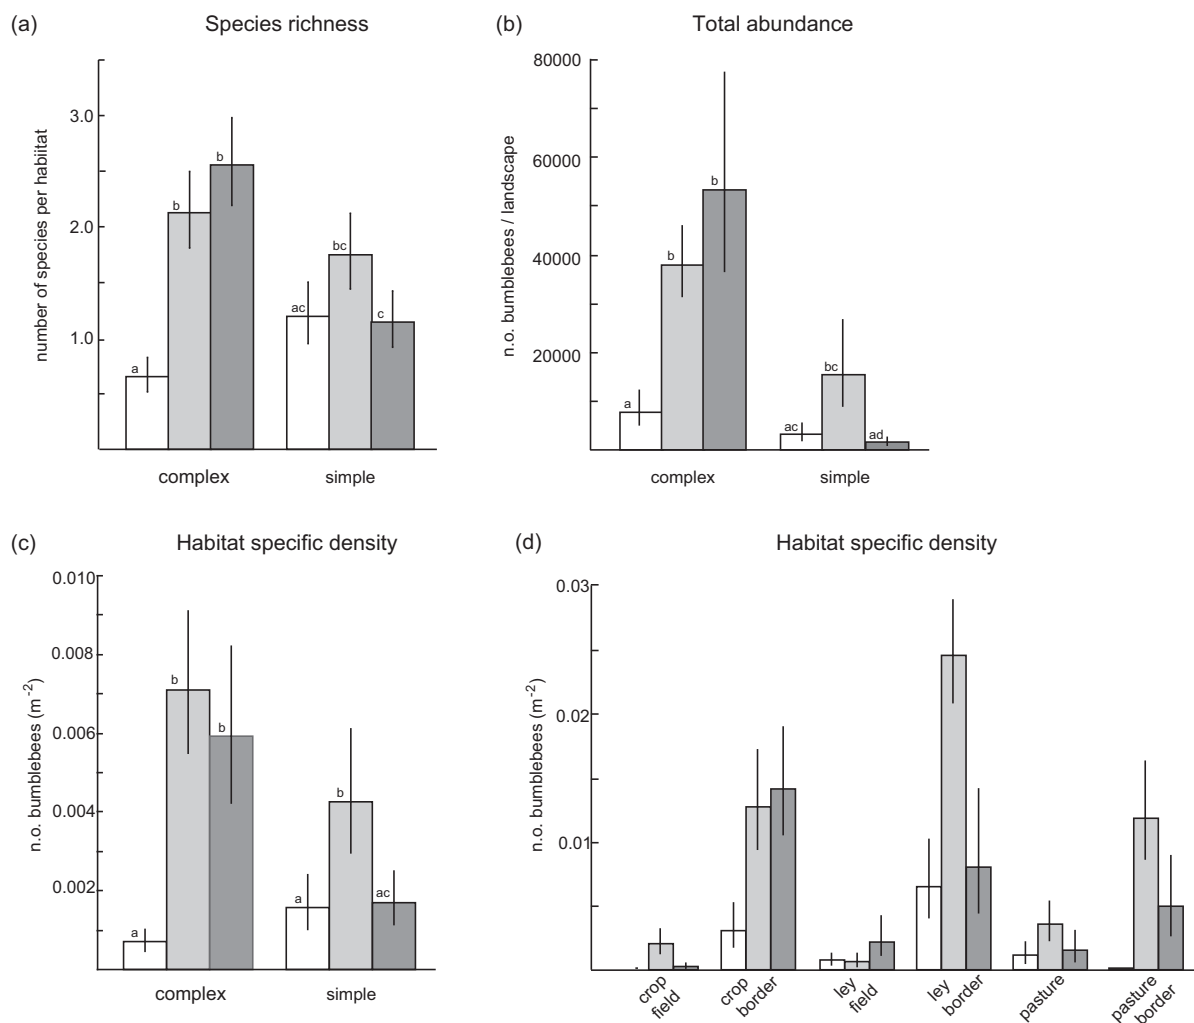 (a) Species richness
number of species per habiitat
3.0
2.0
1.0
a
b
b
ac
bc
c
complex simple
(b) Total abundance
n.o. bumblebees / landscape
80000
60000
40000
20000
a
b
b
ac
bc
ad
complex simple
(c) Habitat specific density
n.o. bumblebees (m⁻²)
0.010
0.008
0.006
0.004
0.002
a
b
b
a
b
ac
complex simple
(d) Habitat specific density
n.o. bumblebees (m⁻²)
0.03
0.02
0.01
crop
field
crop
border
ley
field
ley
border
pasture
pasture
border